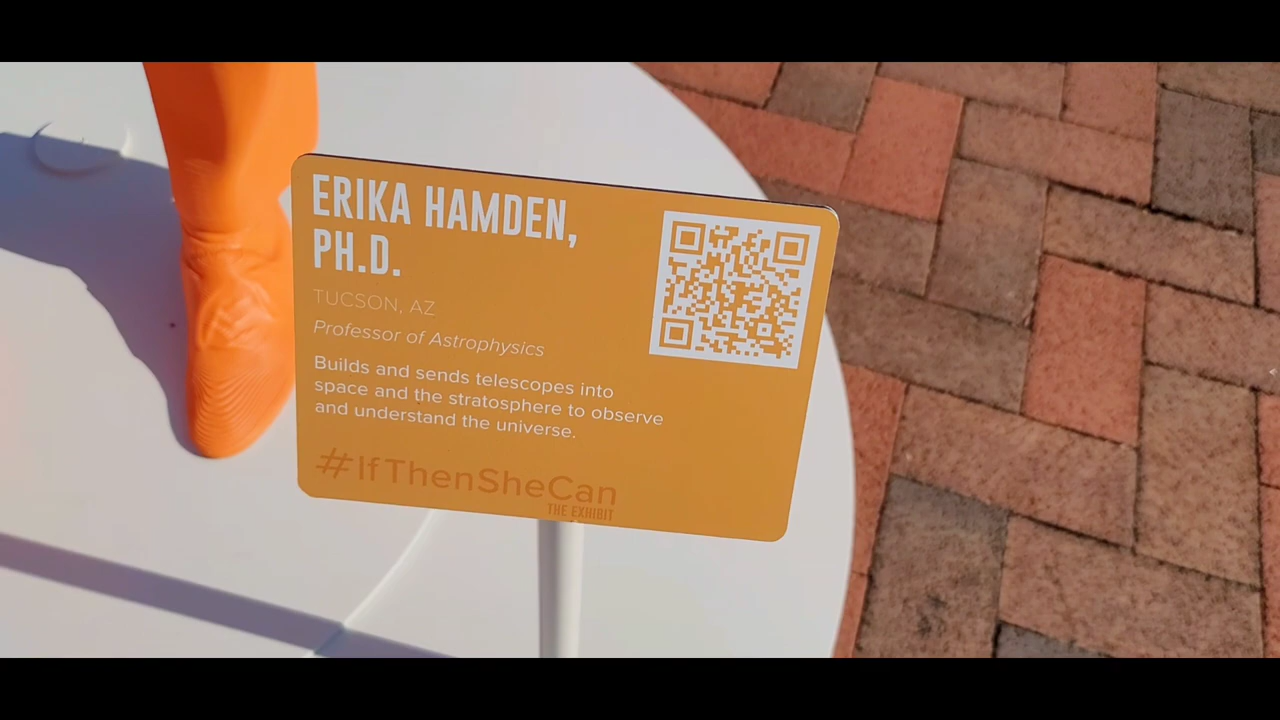 ERIKA HAMDEN,
PH.D.
TUCSON, AZ
Professor of Astrophysics
Builds and sends telescopes into
space and the stratosphere to observe
and understand the universe.
#IfThenSheCan
THE EXHIBIT